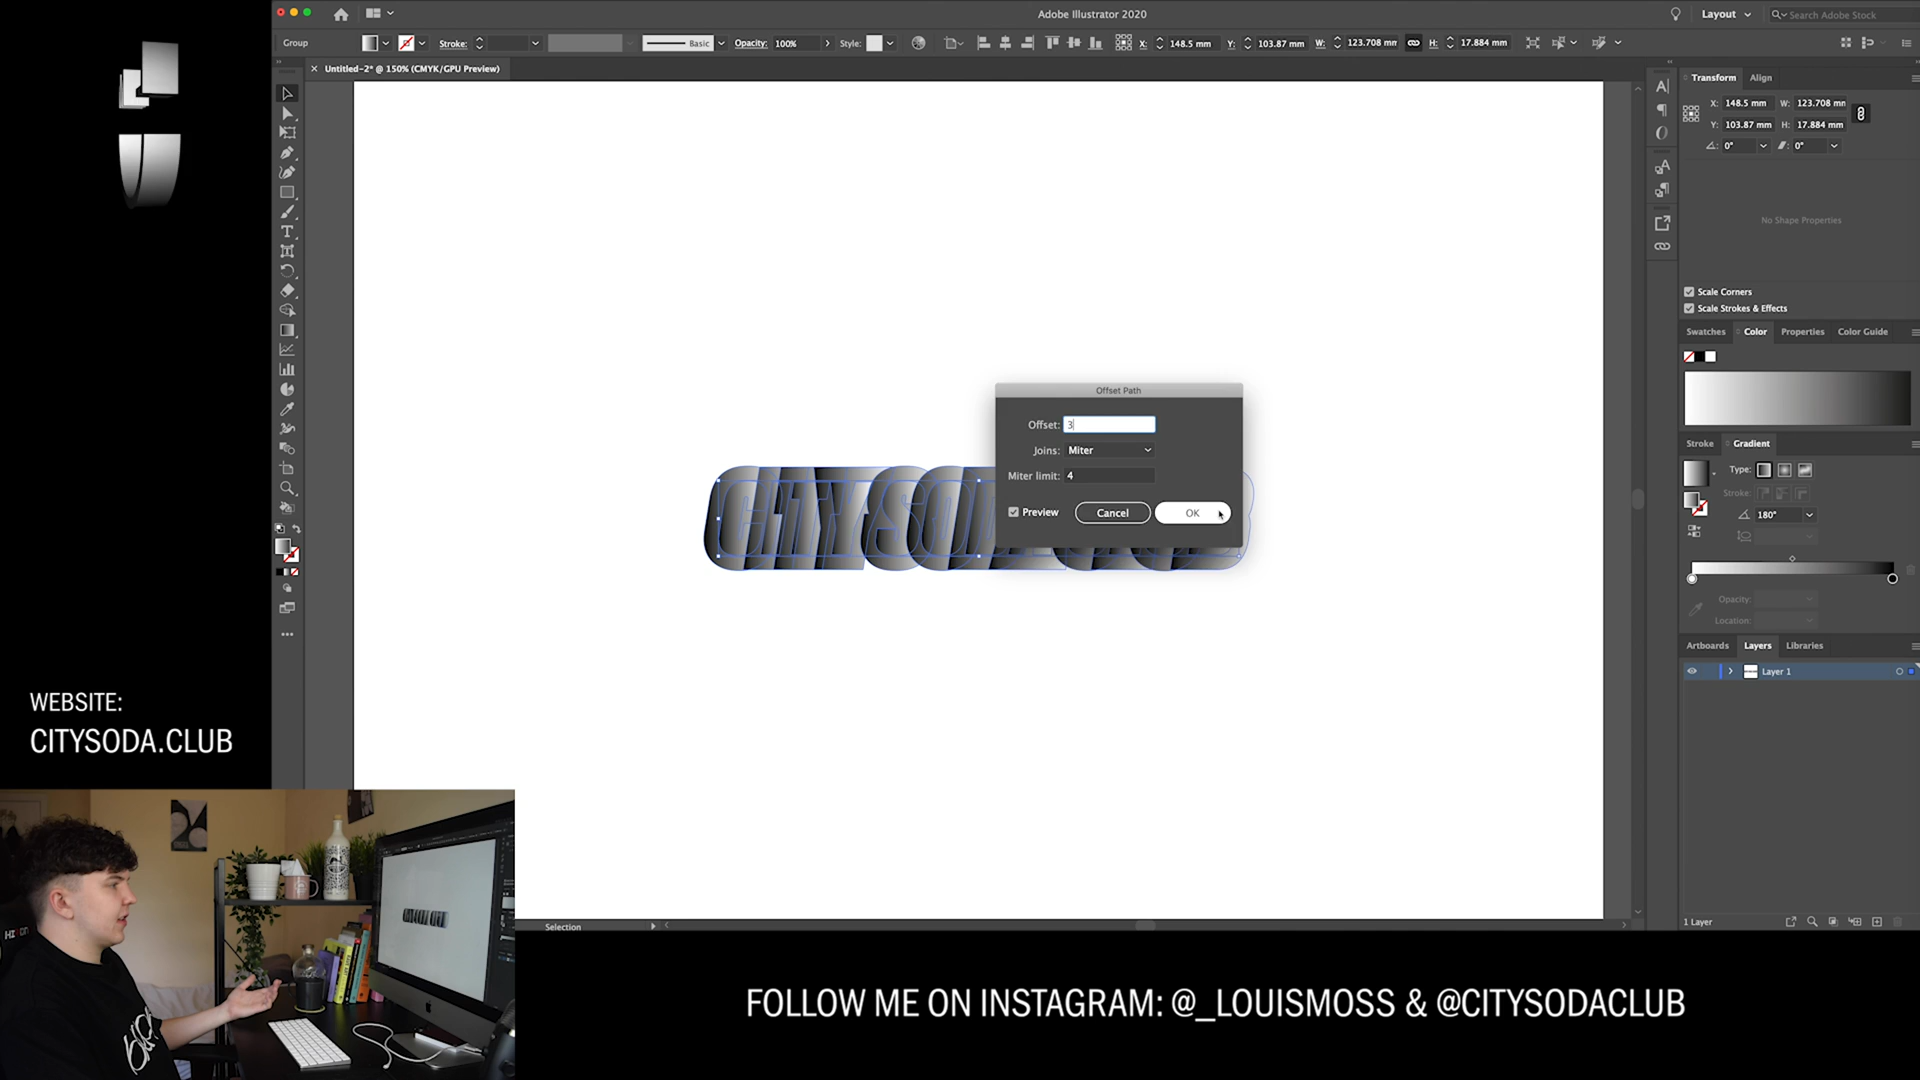 Adobe Illustrator 2020
Layout
Search Adobe Stock
Group
Stroke:
Basic
Opacity: 100%
Style:
X: 148.5 mm
Y: 103.87 mm
W: 123.708 mm
H: 17.884 mm
Untitled-2* @ 150% (CMYK/GPU Preview)
Transform
Align
X: 148.5 mm
W: 123.708 mm
Y: 103.87 mm
H: 17.884 mm
0°
0°
No Shape Properties
Scale Corners
Scale Strokes & Effects
Swatches
Color
Properties
Color Guide
Offset Path
Offset: 3
Joins: Miter
Miter limit: 4
Preview
Cancel
OK
CITY SOD
Stroke
Gradient
Type:
Stroke:
180°
Opacity:
Location:
Artboards
Layers
Libraries
Layer 1
1 Layer
Selection
WEBSITE:
CITYSODA.CLUB
FOLLOW ME ON INSTAGRAM: @_LOUISMOSS & @CITYSODACLUB